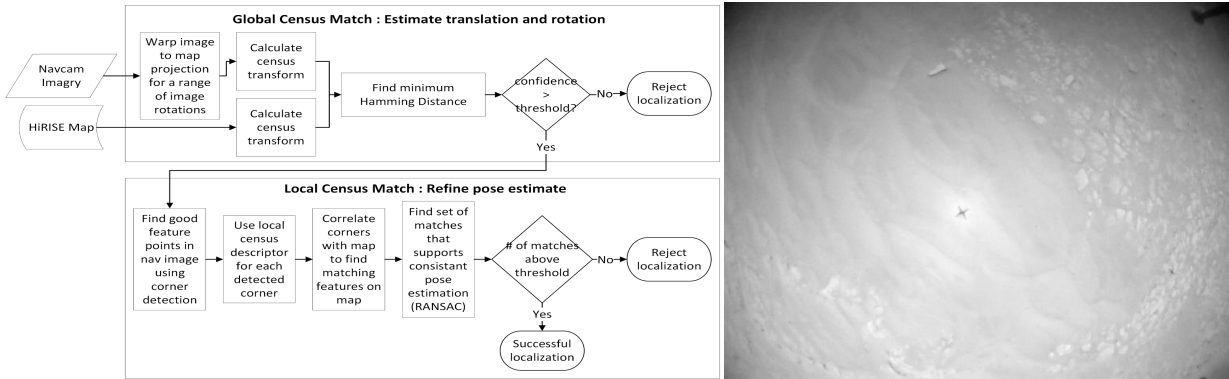 Global Census Match : Estimate translation and rotation
Navcam
Imagry
HiRISE Map
Warp image
to map
projection
for a range
of image
rotations
Calculate
census
transform
Calculate
census
transform
Find minimum
Hamming Distance
confidence
>
threshold?
No
Reject
localization
Yes
Local Census Match : Refine pose estimate
Find good
feature
points in
nav image
using
corner
detection
Use local
census
descriptor
for each
detected
corner
Correlate
corners
with map
to find
matching
features on
map
Find set of
matches
that
supports
consistant
pose
estimation
(RANSAC)
# of matches
above
threshold
No
Reject
localization
Yes
Successful
localization